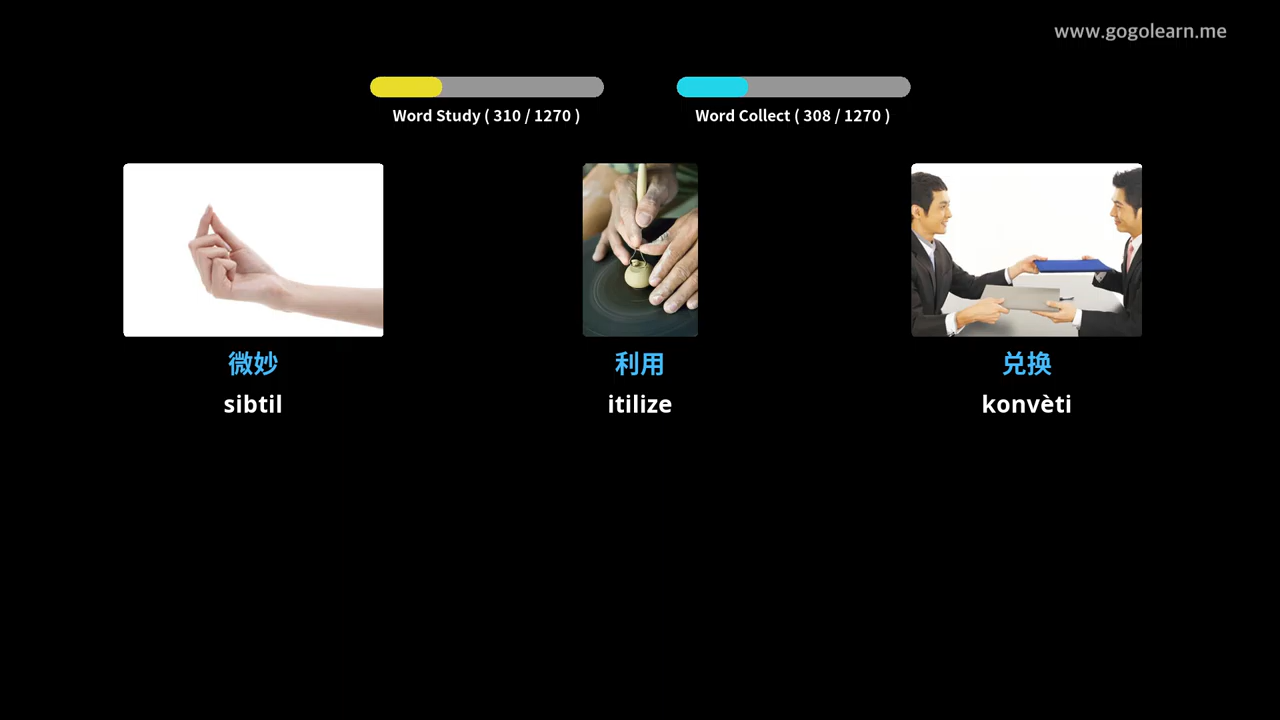 www.gogolearn.me
Word Study ( 310 / 1270 )
Word Collect ( 308 / 1270 )
微妙
sibtil
利用
itilize
兑换
konvèti